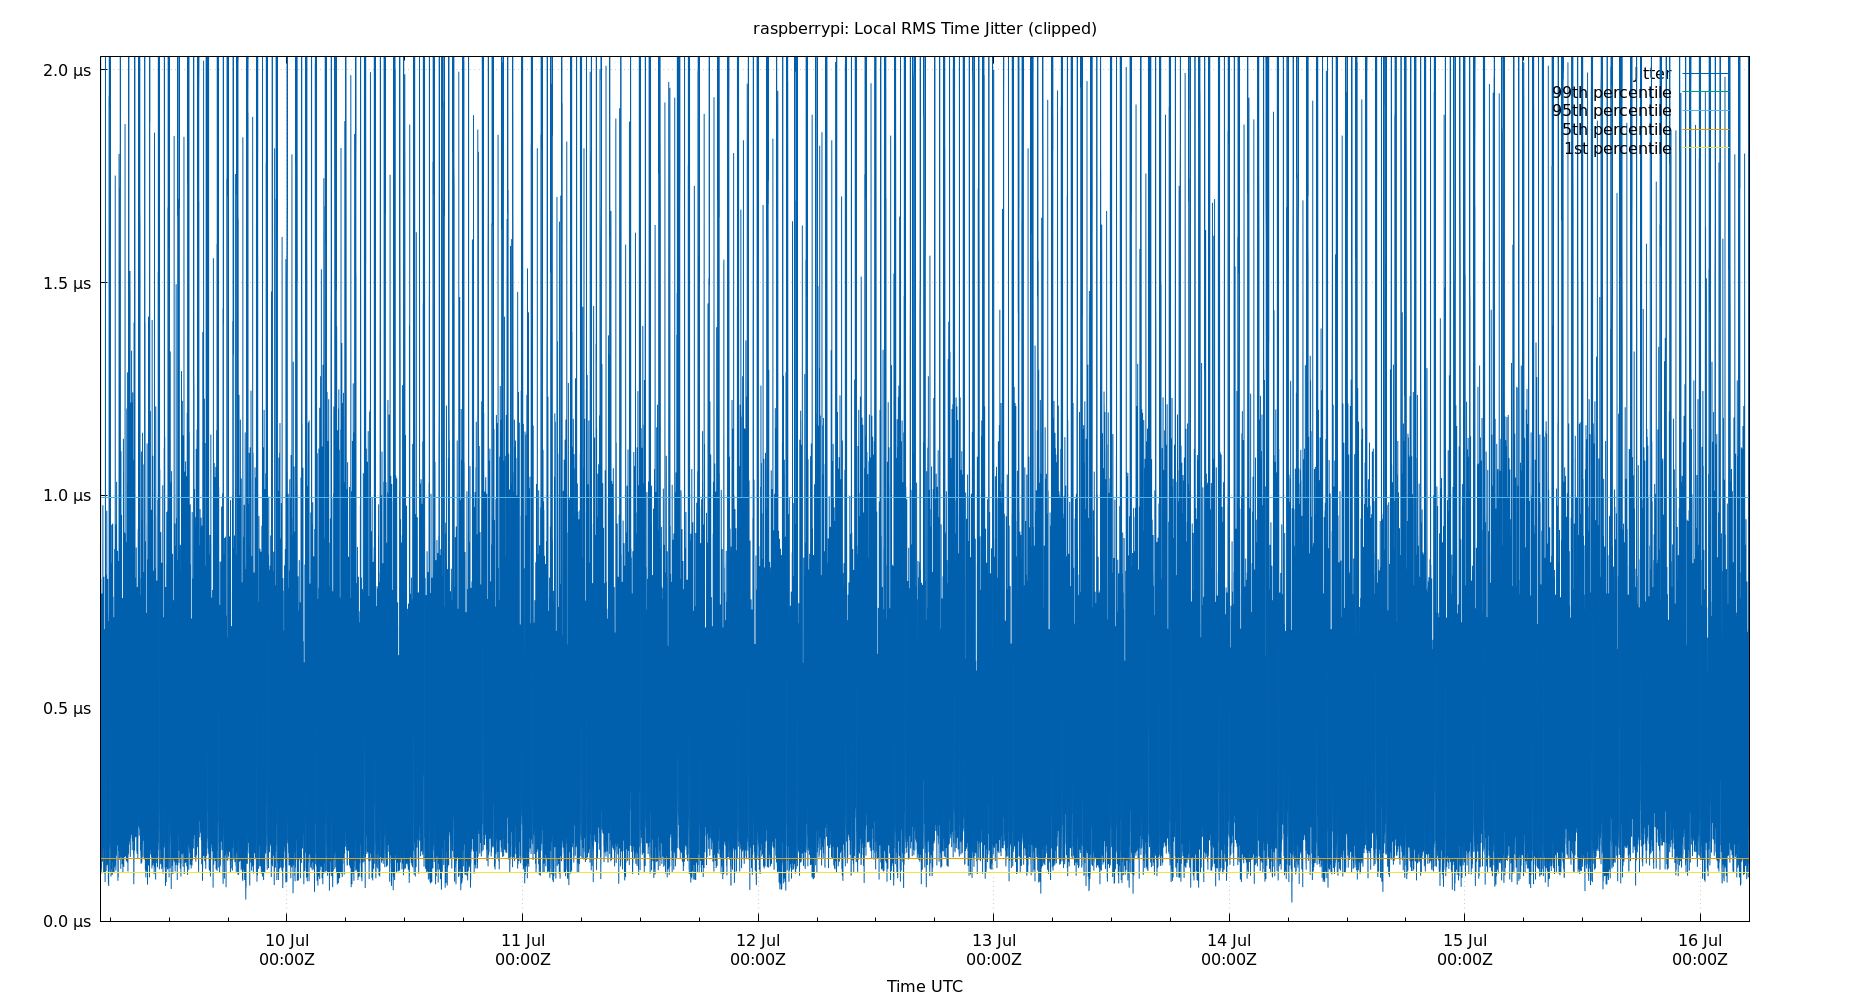 raspberrypi: Local RMS Time Jitter (clipped)
2.0 µs
1.5 µs
1.0 µs
0.5 µs
0.0 µs
jitter
99th percentile
95th percentile
5th percentile
1st percentile
10 Jul
00:00Z
11 Jul
00:00Z
12 Jul
00:00Z
13 Jul
00:00Z
14 Jul
00:00Z
15 Jul
00:00Z
16 Jul
00:00Z
Time UTC